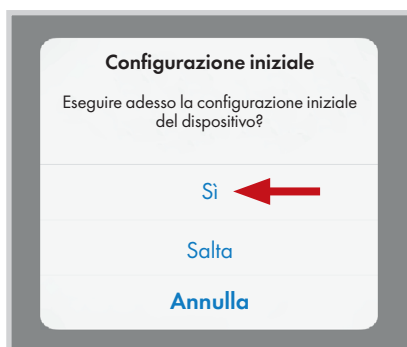 Configurazione iniziale
Eseguire adesso la configurazione iniziale
del dispositivo?
Sì
Salta
Annulla